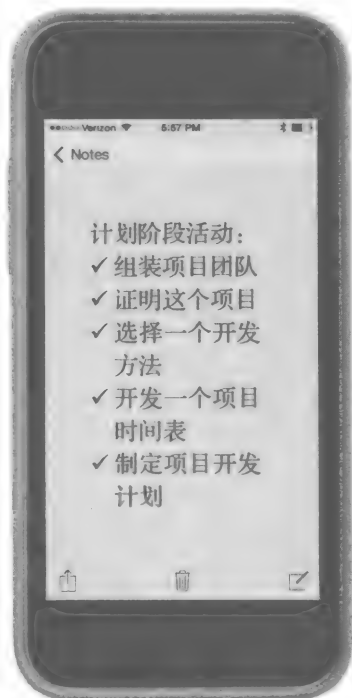 Verizon 5:57 PM
Notes
计划阶段活动：
✓ 组装项目团队
✓ 证明这个项目
✓ 选择一个开发
方法
✓ 开发一个项目
时间表
✓ 制定项目开发
计划